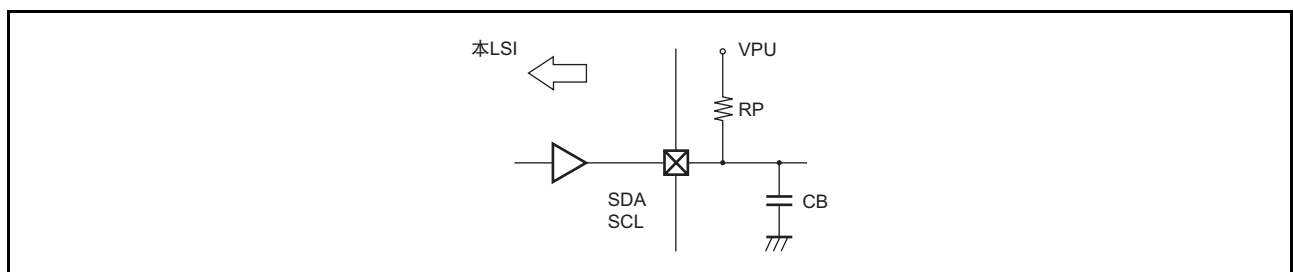 本LSI
VPU
RP
SDA
SCL
CB